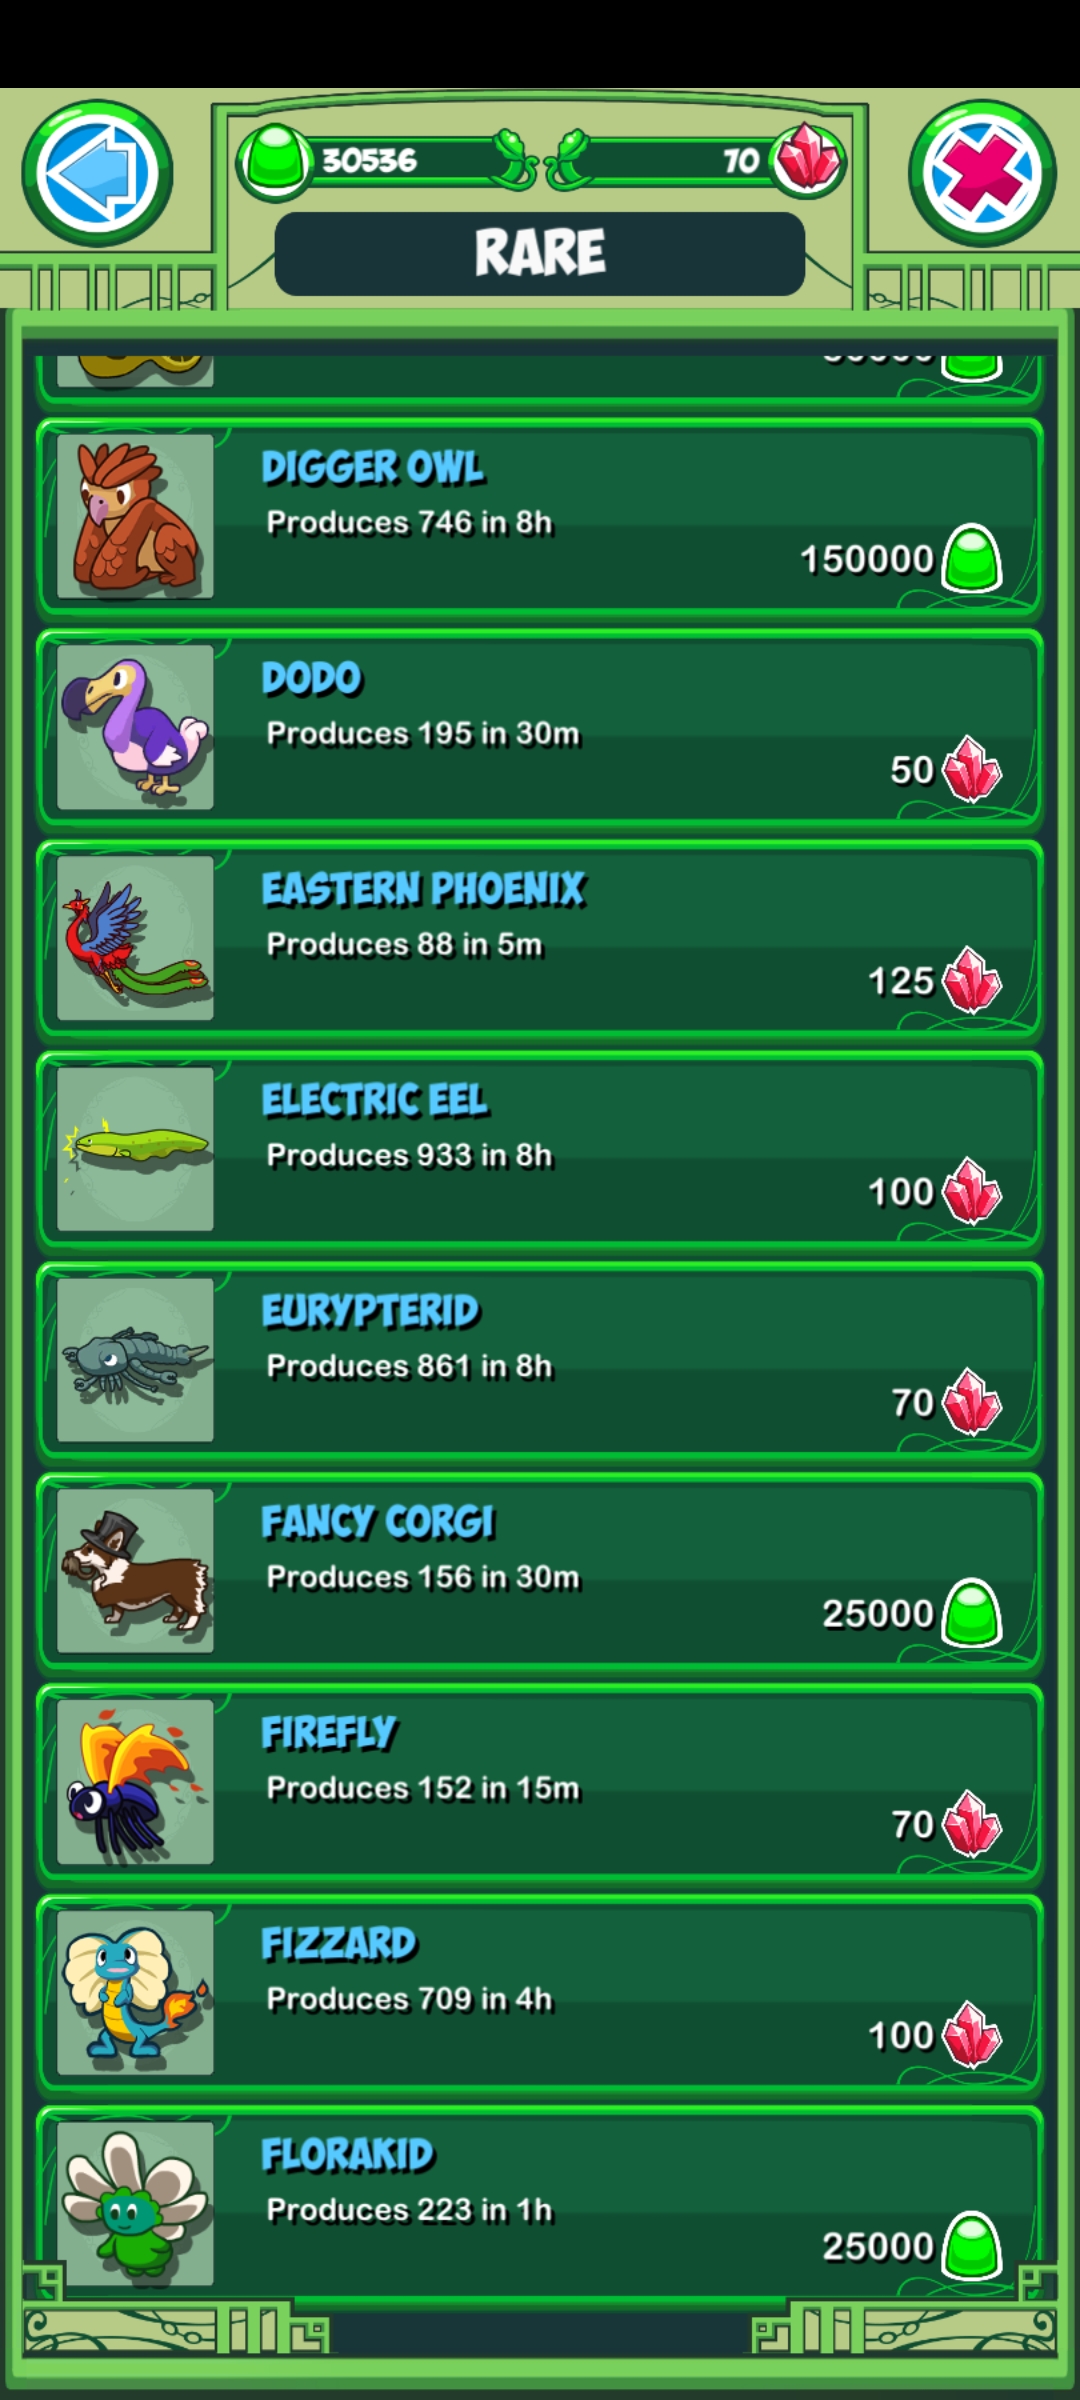 30536
70
RARE
DIGGER OWL
Produces 746 in 8h
150000
DODO
Produces 195 in 30m
50
EASTERN PHOENIX
Produces 88 in 5m
125
ELECTRIC EEL
Produces 933 in 8h
100
EURYPTERID
Produces 861 in 8h
70
FANCY CORGI
Produces 156 in 30m
25000
FIREFLY
Produces 152 in 15m
70
FIZZARD
Produces 709 in 4h
100
FLORAKID
Produces 223 in 1h
25000